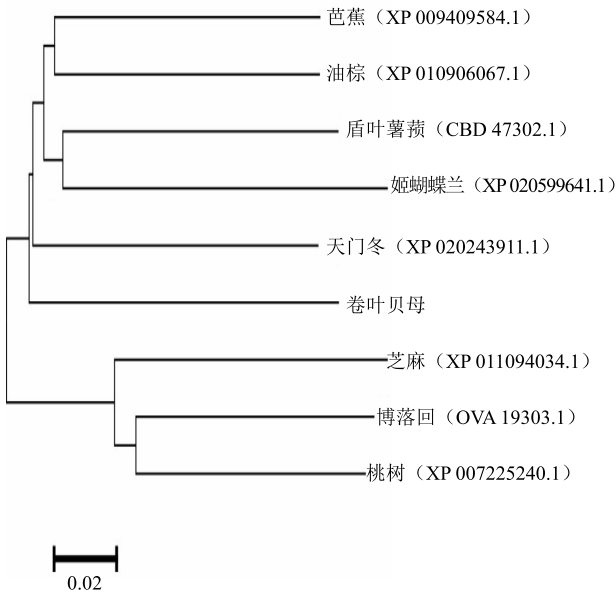 芭蕉（XP 009409584.1）
油棕（XP 010906067.1）
盾叶薯蓣（CBD 47302.1）
姬蝴蝶兰（XP 020599641.1）
天门冬（XP 020243911.1）
卷叶贝母
芝麻（XP 011094034.1）
博落回（OVA 19303.1）
桃树（XP 007225240.1）
0.02